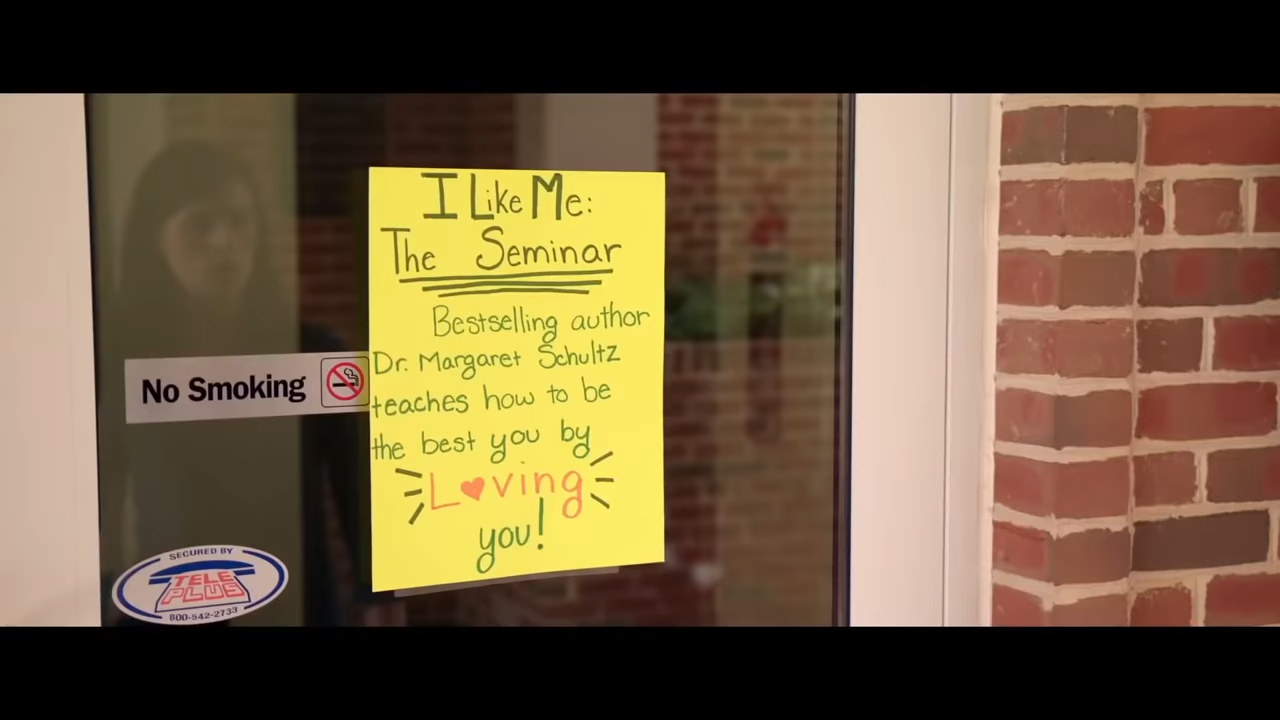 I Like Me:
The Seminar
Bestselling author
Dr. Margaret Schultz
teaches how to be
the best you by
L♥ving
you!
No Smoking
SECURED BY
TELE
PLUS
800-542-2733